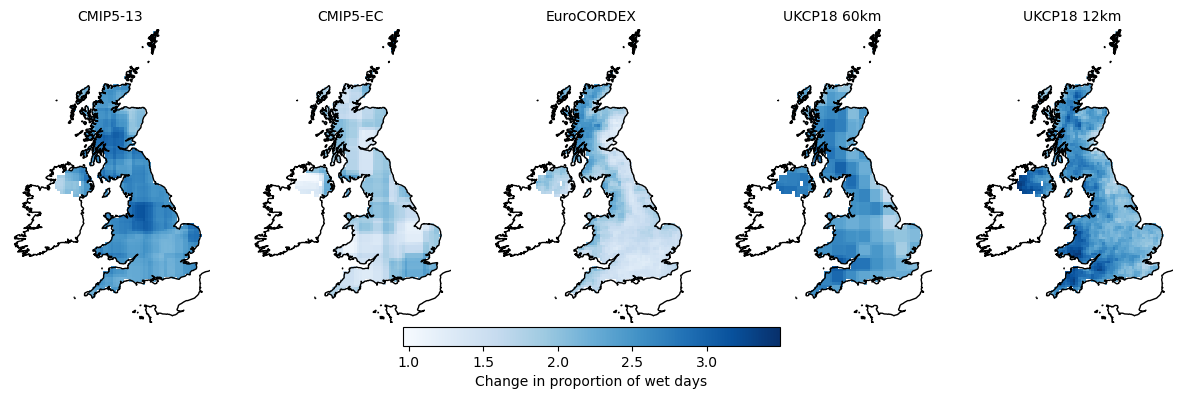 CMIP5-13 CMIP5-EC EuroCORDEX UKCP18 60km UKCP18 12km
1.0 1.5 2.0 2.5 3.0
Change in proportion of wet days